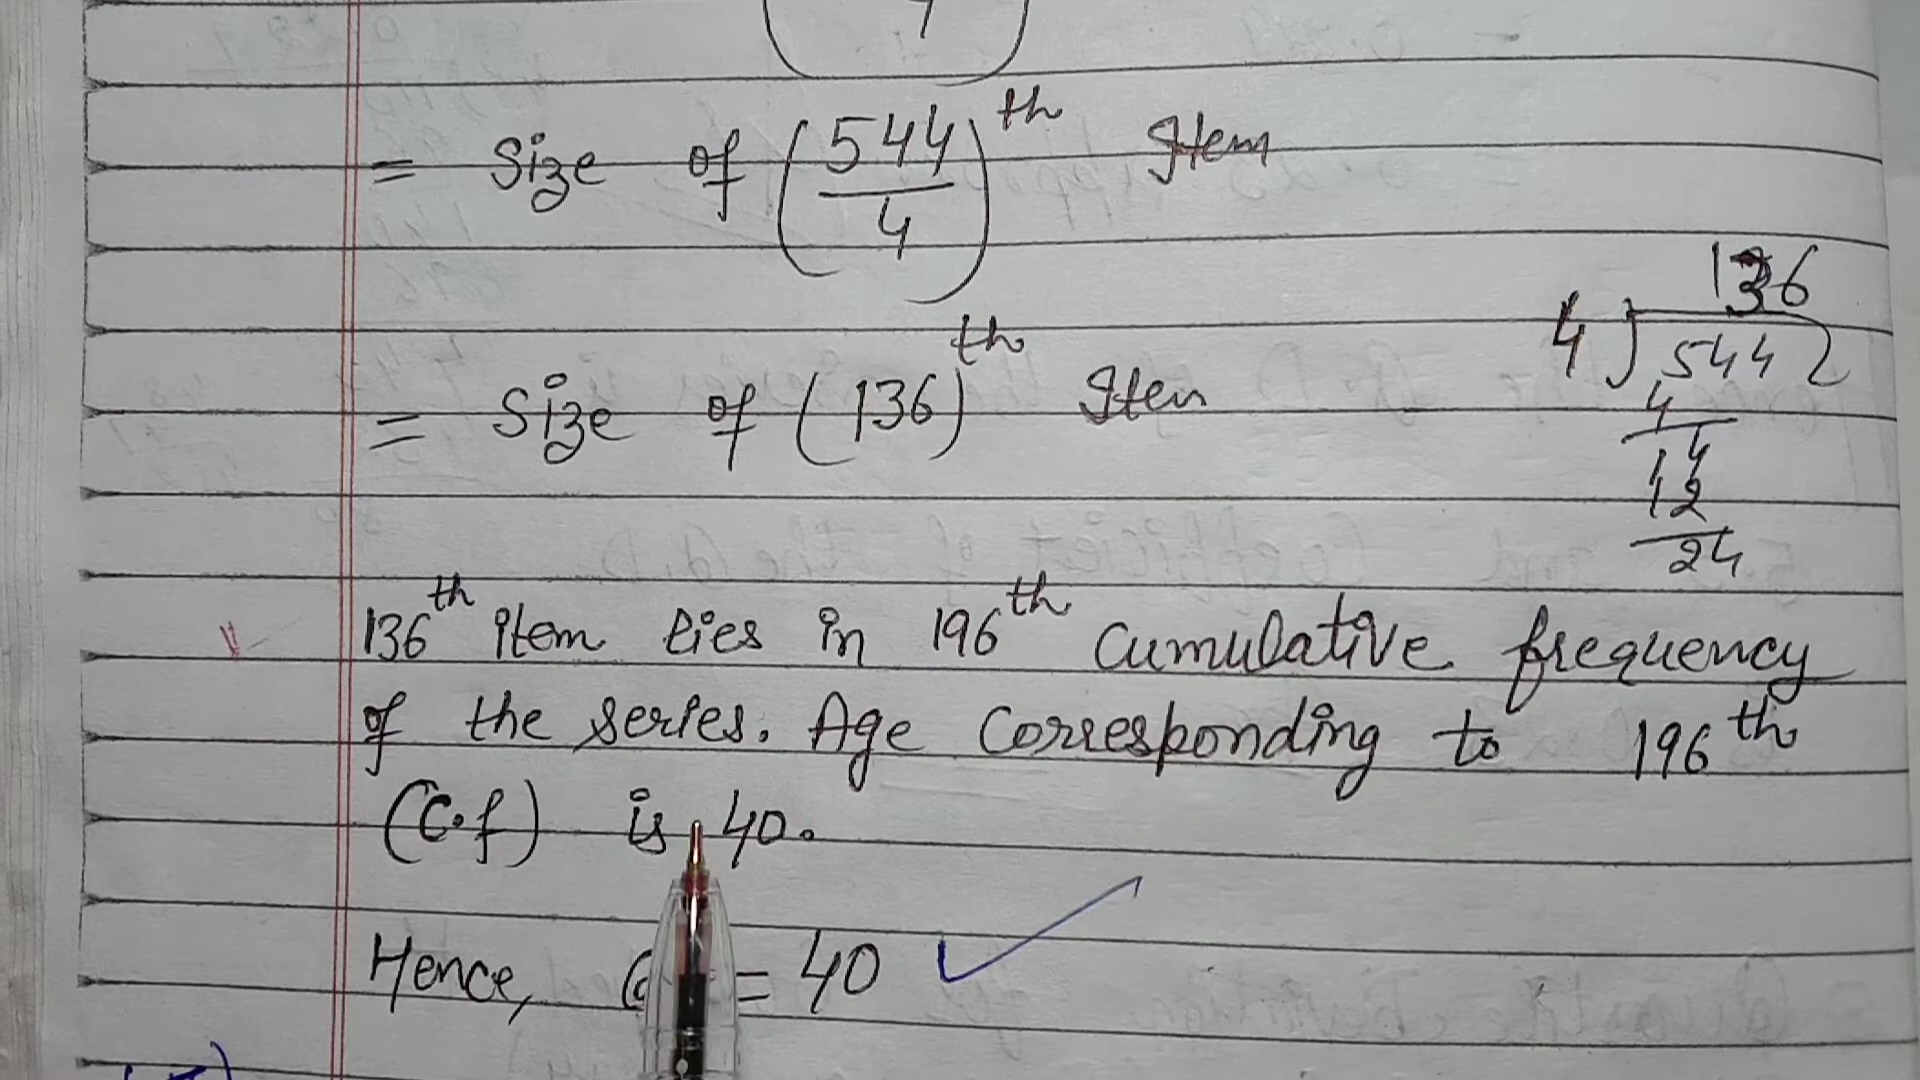 = Size of (544/4)th Item
= Size of (136)th Item
136
4 ) 544 (
4
14
12
24
136th item lies in 196th Cumulative frequency
of the series. Age Corresponding to 196th
(C.f) is 40.
Hence, = 40